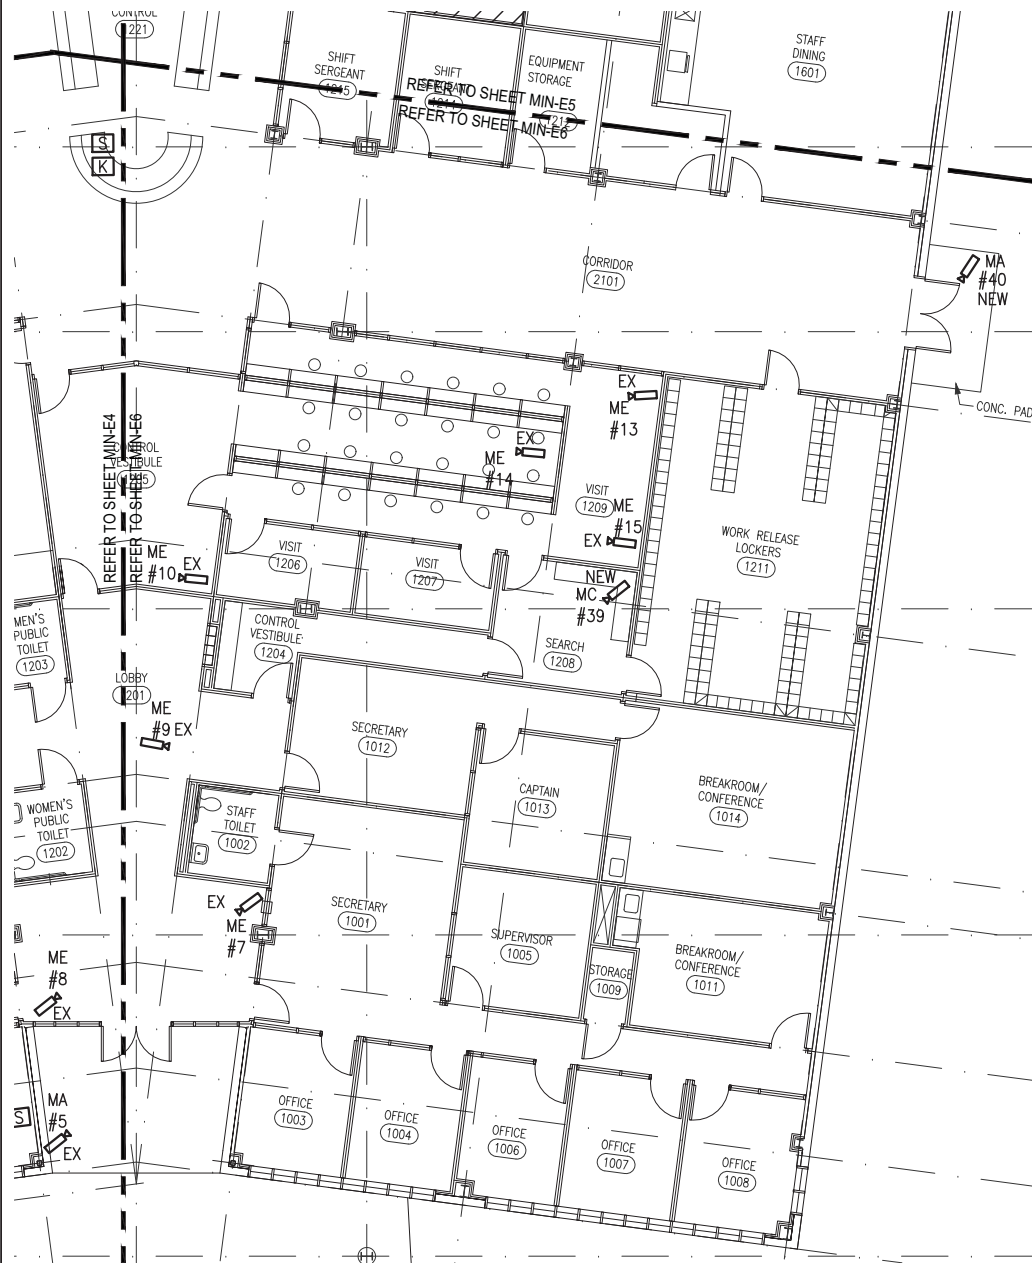 CONTROL
1221
SHIFT
SERGEANT
1215
SHIFT
SERGEANT
1214
EQUIPMENT
STORAGE
1212
STAFF
DINING
1601
REFER TO SHEET MIN-E5
REFER TO SHEET MIN-E6
S
K
CORRIDOR
2101
MA
#40
NEW
CONC. PAD
EX
ME
#13
EX
ME
#14
VISIT
1209
ME
#15
EX
WORK RELEASE
LOCKERS
1211
REFER TO SHEET MIN-E4
REFER TO SHEET MIN-E6
CONTROL
VESTIBULE
ME
EX
#10
VISIT
1206
VISIT
1207
NEW
MC
#39
MEN'S
PUBLIC
TOILET
1203
CONTROL
VESTIBULE
1204
SEARCH
1208
LOBBY
1201
ME
#9 EX
SECRETARY
1012
CAPTAIN
1013
BREAKROOM/
CONFERENCE
1014
WOMEN'S
PUBLIC
TOILET
1202
STAFF
TOILET
1002
EX
ME
#7
SECRETARY
1001
SUPERVISOR
1005
STORAGE
1009
BREAKROOM/
CONFERENCE
1011
ME
#8
EX
MA
#5
EX
S
OFFICE
1003
OFFICE
1004
OFFICE
1006
OFFICE
1007
OFFICE
1008
H